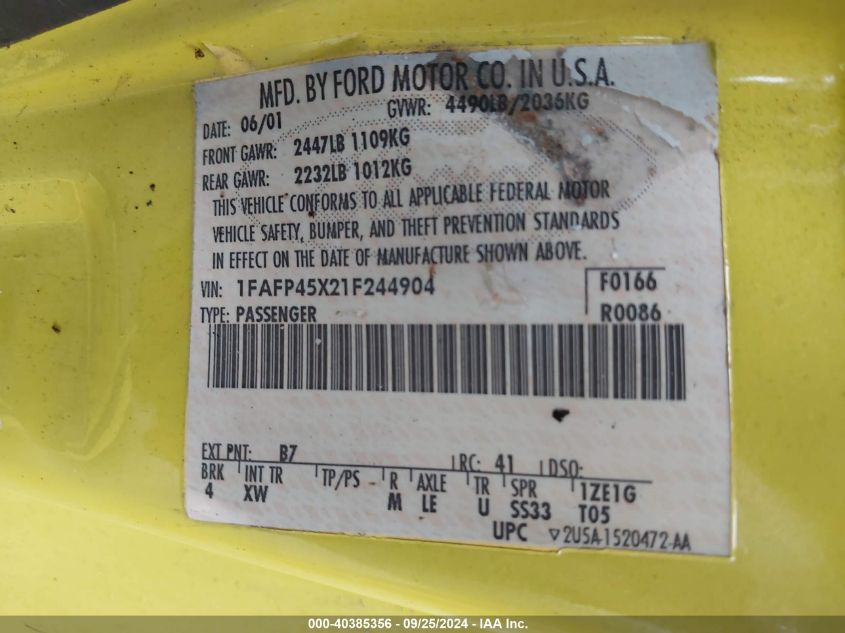 MFD. BY FORD MOTOR CO. IN U.S.A.
DATE: 06/01 GVWR: 4490LB/2036KG
FRONT GAWR: 2447LB 1109KG
REAR GAWR: 2232LB 1012KG
THIS VEHICLE CONFORMS TO ALL APPLICABLE FEDERAL MOTOR
VEHICLE SAFETY, BUMPER, AND THEFT PREVENTION STANDARDS
IN EFFECT ON THE DATE OF MANUFACTURE SHOWN ABOVE.
VIN: 1FAFP45X21F244904 F0166
TYPE: PASSENGER R0086
EXT PNT: B7 RC: 41 DSO:
BRK INT TR TP/PS R AXLE TR SPR 1ZE1G
4 XW M LE U SS33 T05
UPC ▽2U5A-1520472-AA
000-40385356 - 09/25/2024 - IAA Inc.